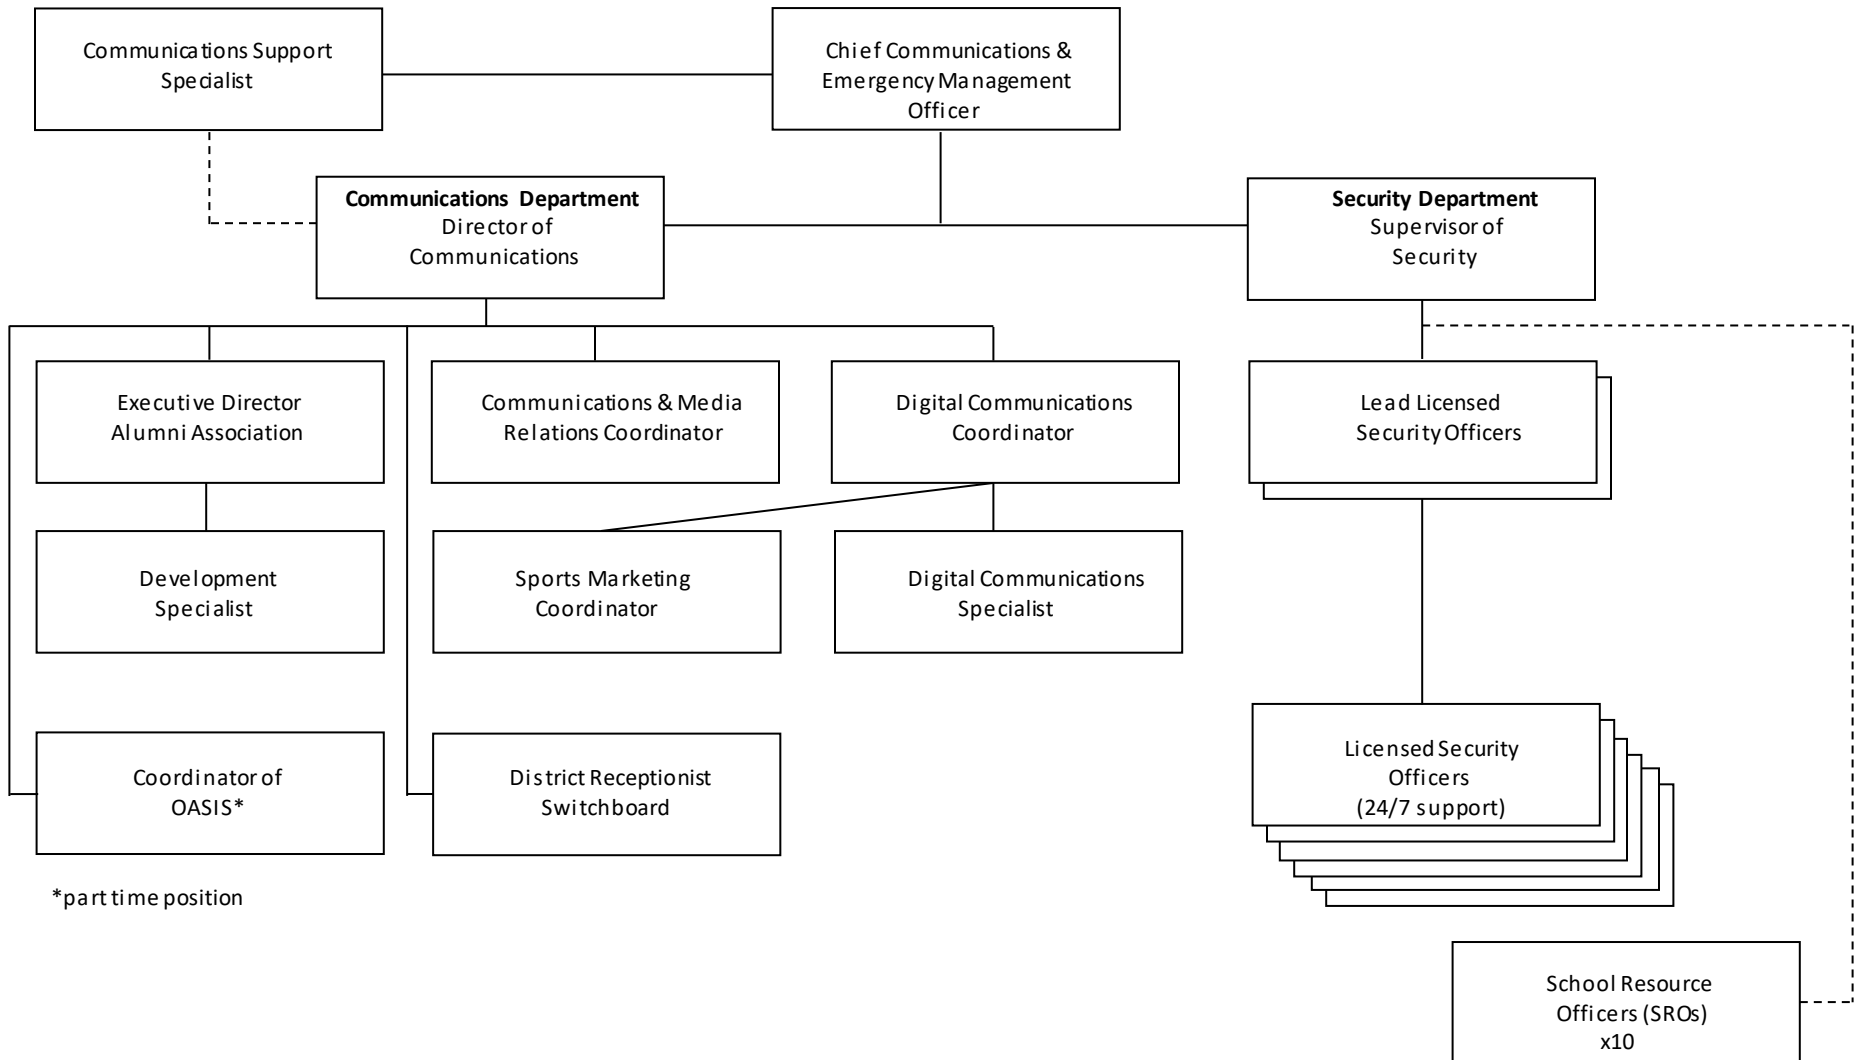 Communications Support
Specialist
Chief Communications &
Emergency Management
Officer
Communications Department
Director of
Communications
Security Department
Supervisor of
Security
Executive Director
Alumni Association
Communications & Media
Relations Coordinator
Digital Communications
Coordinator
Lead Licensed
Security Officers
Development
Specialist
Sports Marketing
Coordinator
Digital Communications
Specialist
Coordinator of
OASIS*
District Receptionist
Switchboard
Licensed Security
Officers
(24/7 support)
*part time position
School Resource
Officers (SROs)
x10